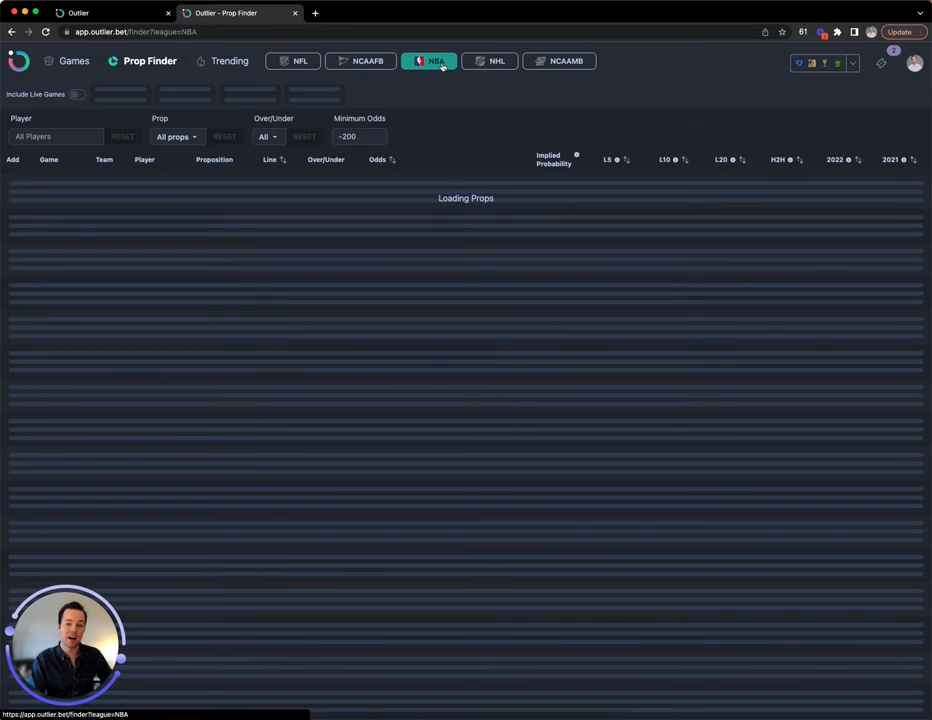 Outlier
Outlier - Prop Finder
app.outlier.bet/finder?league=NBA
61
Update
Games
Prop Finder
Trending
NFL
NCAAFB
NBA
NHL
NCAAMB
2
Include Live Games
Player
Prop
Over/Under
Minimum Odds
All Players
RESET
All props
RESET
All
RESET
-200
Add
Game
Team
Player
Proposition
Line
Over/Under
Odds
Implied
Probability
L5
L10
L20
H2H
2022
2021
Loading Props
https://app.outlier.bet/finder?league=NBA